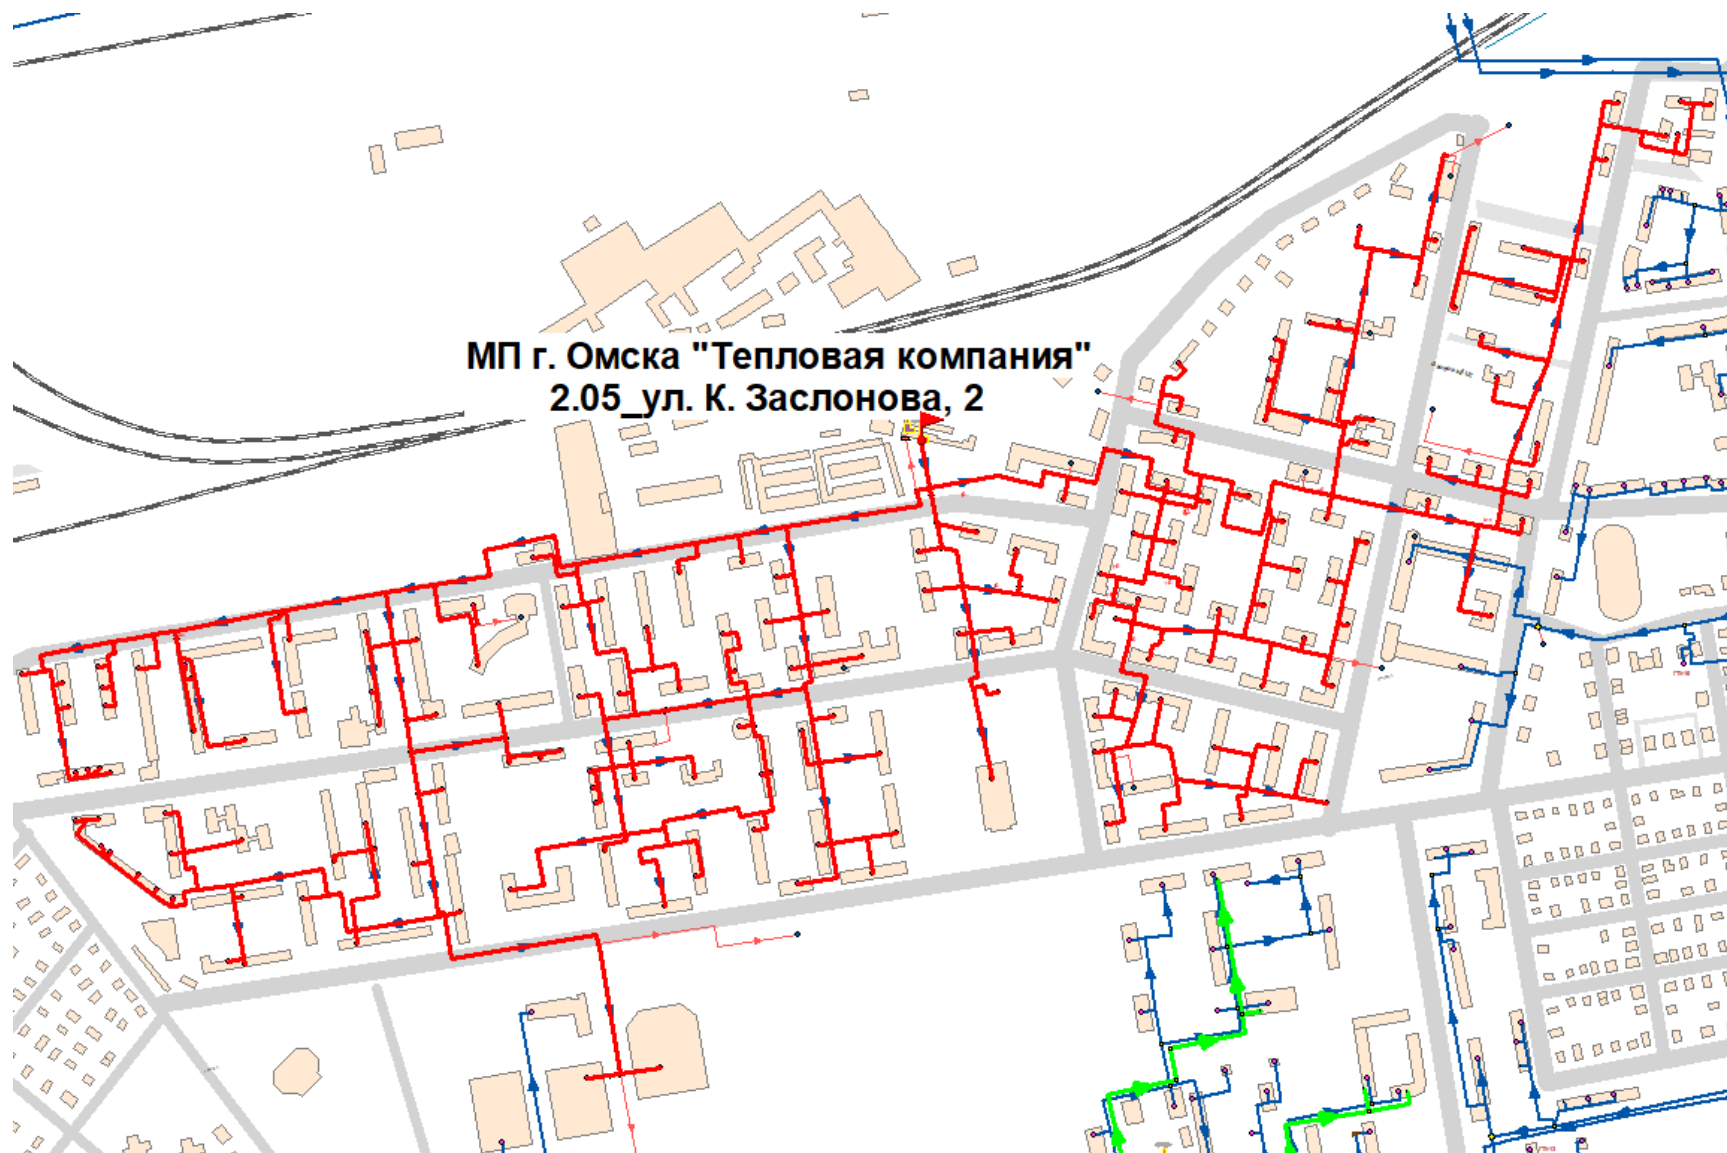 МП г. Омска "Тепловая компания"
2.05_ул. К. Заслонова, 2